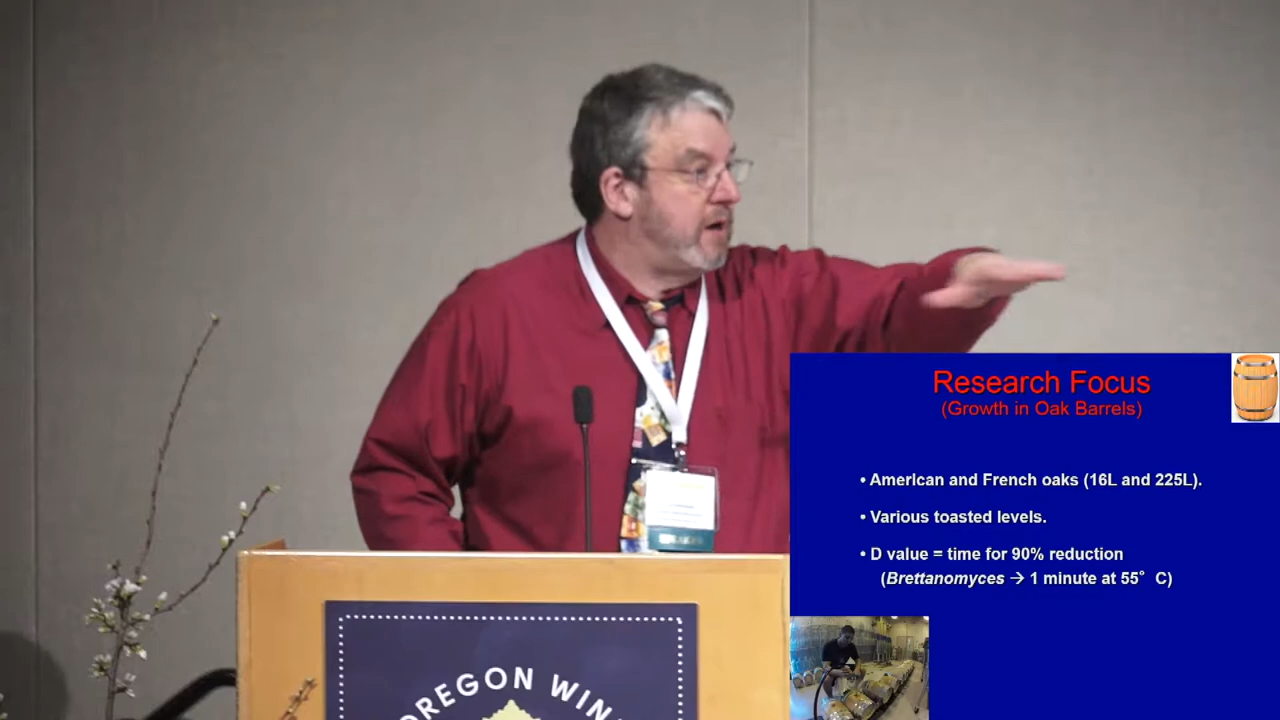 Research Focus
(Growth in Oak Barrels)
• American and French oaks (16L and 225L).
• Various toasted levels.
• D value = time for 90% reduction
(Brettanomyces → 1 minute at 55° C)
OREGON WIN